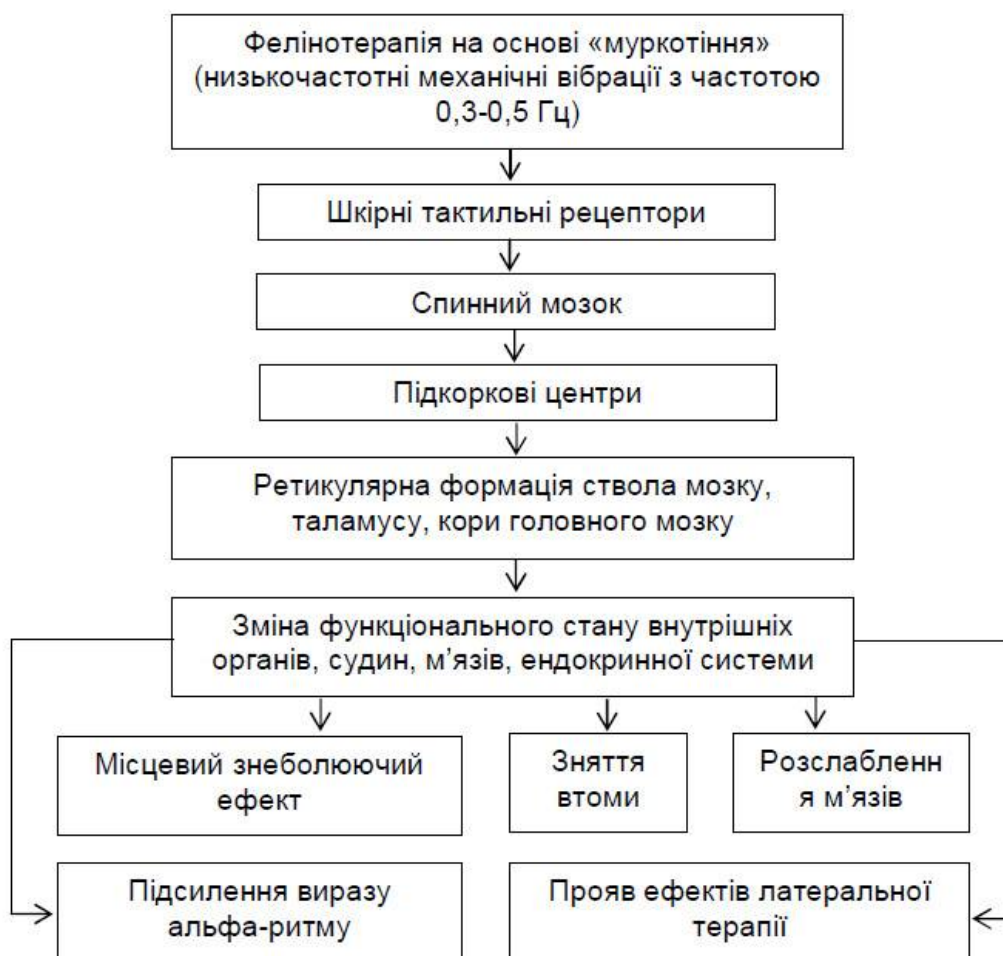 Фелінотерапія на основі «муркотіння»
(низькочастотні механічні вібрації з частотою
0,3-0,5 Гц)
Шкірні тактильні рецептори
Спинний мозок
Підкоркові центри
Ретикулярна формація ствола мозку,
таламусу, кори головного мозку
Зміна функціонального стану внутрішніх
органів, судин, м’язів, ендокринної системи
Місцевий знеболюючий
ефект
Зняття
втоми
Розслабленн
я м’язів
Підсилення виразу
альфа-ритму
Прояв ефектів латеральної
терапії